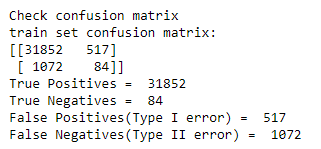 Check confusion matrix
train set confusion matrix:
[[31852   517]
 [ 1072    84]]
True Positives =  31852
True Negatives =  84
False Positives(Type I error) =  517
False Negatives(Type II error) =  1072